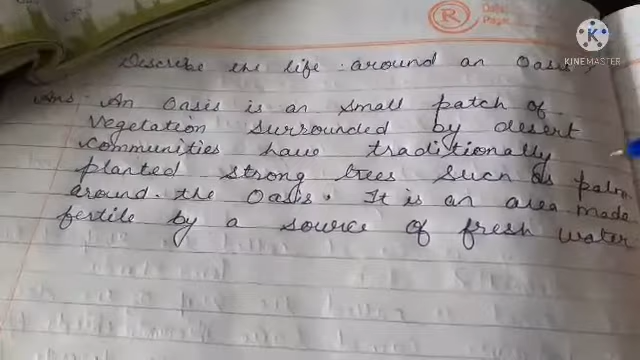 R
Date
Page
KINEMASTER
Describe the life around an Oasis?
Ans. An Oasis is an small patch of
vegetation surrounded by desert
communities have traditionally
planted strong trees such as palm
around the Oasis. It is an area made
fertile by a source of fresh water